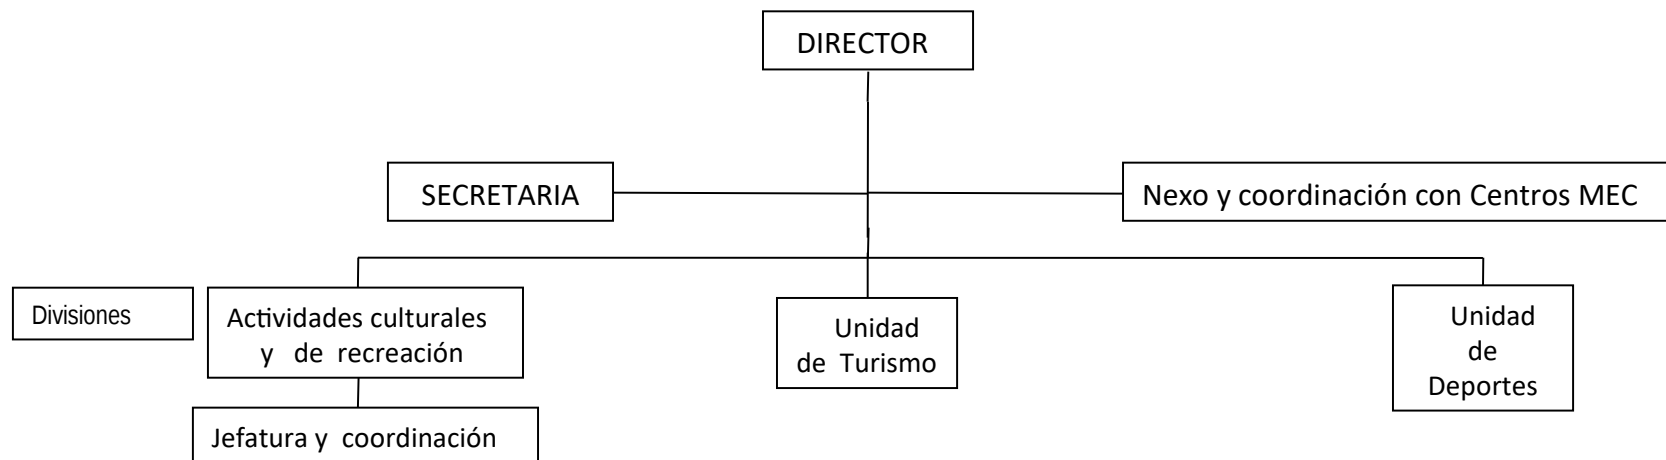 DIRECTOR
SECRETARIA
Nexo y coordinación con Centros MEC
Divisiones
Actividades culturales
y de recreación
Unidad
de Turismo
Unidad
de
Deportes
Jefatura y coordinación